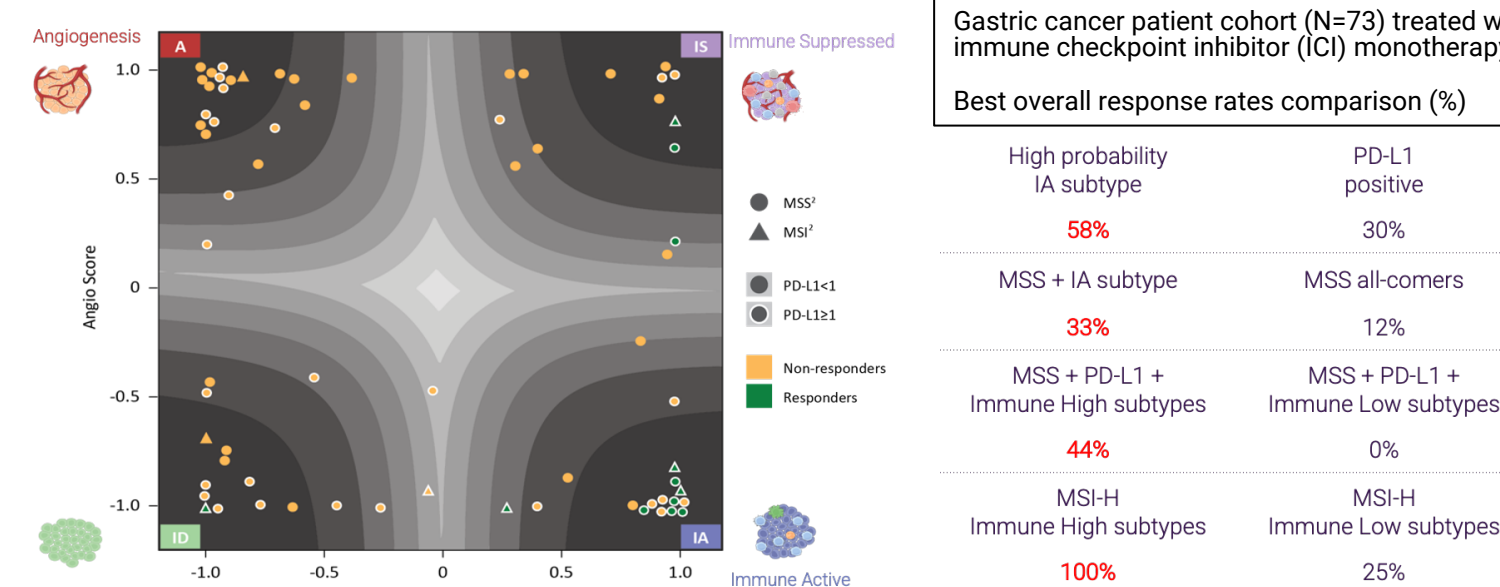 Angiogenesis
A
IS
Immune Suppressed
1.0
0.5
0
-0.5
-1.0
Angio Score
MSS²
MSI²
PD-L1<1
PD-L1≥1
Non-responders
Responders
ID
IA
Immune Active
-1.0
-0.5
0
0.5
1.0
Gastric cancer patient cohort (N=73) treated
immune checkpoint inhibitor (ICI) monotherapy
Best overall response rates comparison (%)
High probability
IA subtype
58%
PD-L1
positive
30%
MSS + IA subtype
33%
MSS all-comers
12%
MSS + PD-L1 +
Immune High subtypes
44%
MSS + PD-L1 +
Immune Low subtypes
0%
MSI-H
Immune High subtypes
100%
MSI-H
Immune Low subtypes
25%